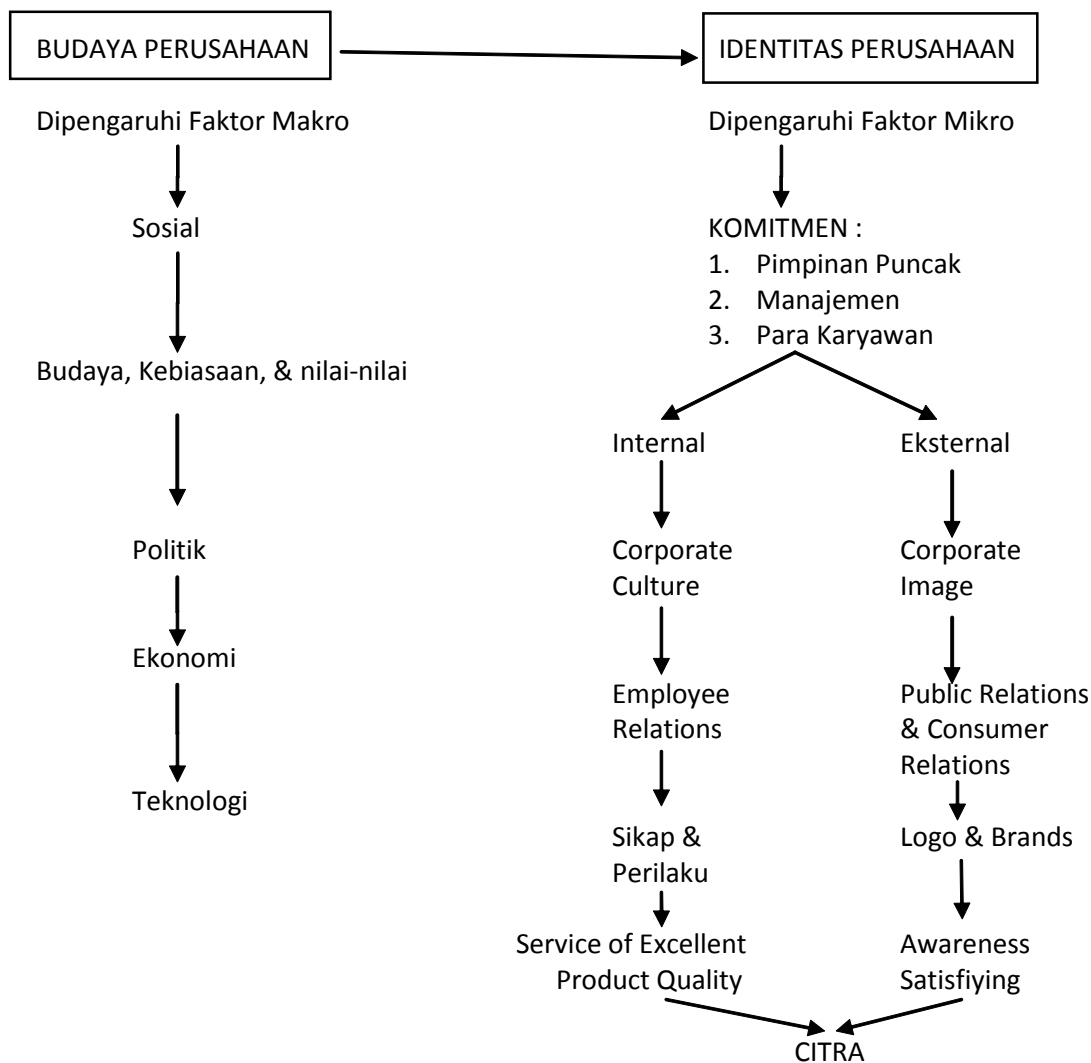 BUDAYA PERUSAHAAN
IDENTITAS PERUSAHAAN
Dipengaruhi Faktor Makro
Sosial
Budaya, Kebiasaan, & nilai-nilai
Politik
Ekonomi
Teknologi
Dipengaruhi Faktor Mikro
KOMITMEN :
1. Pimpinan Puncak
2. Manajemen
3. Para Karyawan
Internal
Corporate
Culture
Employee
Relations
Sikap &
Perilaku
Service of Excellent
Product Quality
Eksternal
Corporate
Image
Public Relations
& Consumer
Relations
Logo & Brands
Awareness
Satisfiying
CITRA